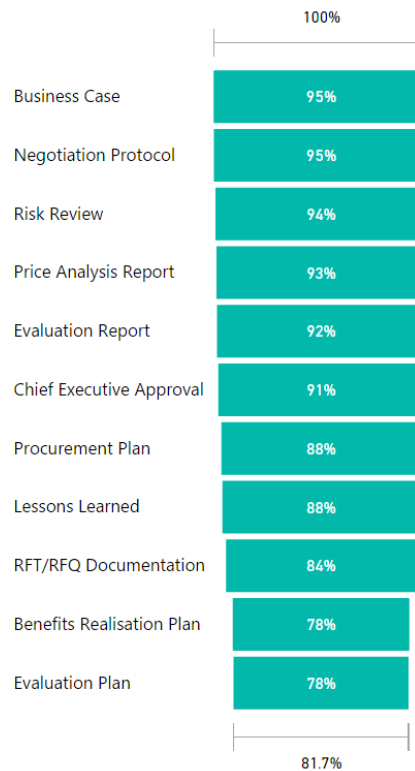 100%
Business Case 95%
Negotiation Protocol 95%
Risk Review 94%
Price Analysis Report 93%
Evaluation Report 92%
Chief Executive Approval 91%
Procurement Plan 88%
Lessons Learned 88%
RFT/RFQ Documentation 84%
Benefits Realisation Plan 78%
Evaluation Plan 78%
81.7%